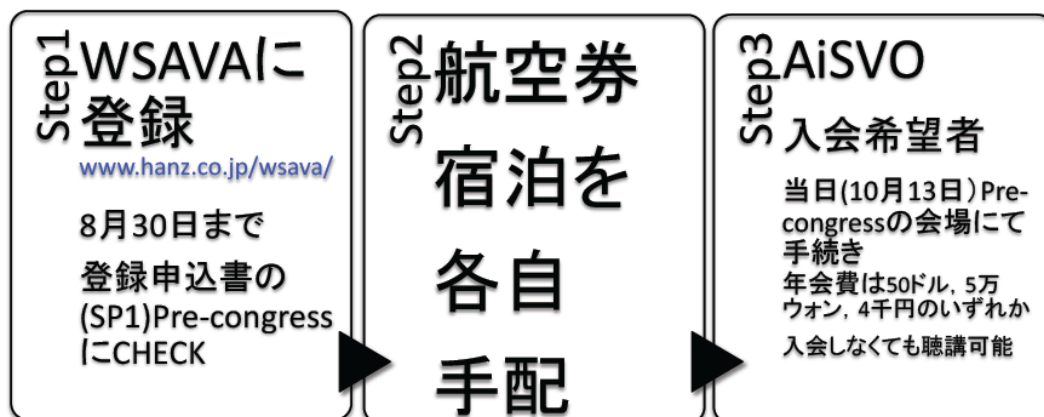 Step1
WSAVAに
登録
www.hanz.co.jp/wsava/
8月30日まで
登録申込書の
(SP1)Pre-congress
にCHECK
Step2
航空券
宿泊を
各自
手配
Step3
AiSVO
入会希望者
当日(10月13日）Pre-
congressの会場にて
手続き
年会費は50ドル，5万
ウォン，4千円のいずれか
入会しなくても聴講可能